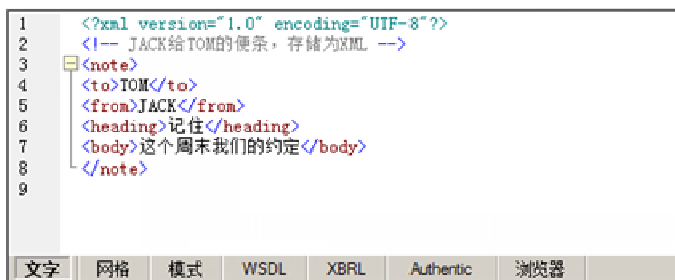 1 <?xml version="1.0" encoding="UTF-8"?>
2 <!-- JACK给TOM的便条，存储为XML -->
3 <note>
4 <to>TOM</to>
5 <from>JACK</from>
6 <heading>记住</heading>
7 <body>这个周末我们的约定</body>
8 </note>
9
文字 网格 模式 WSDL XBRL Authentic 浏览器